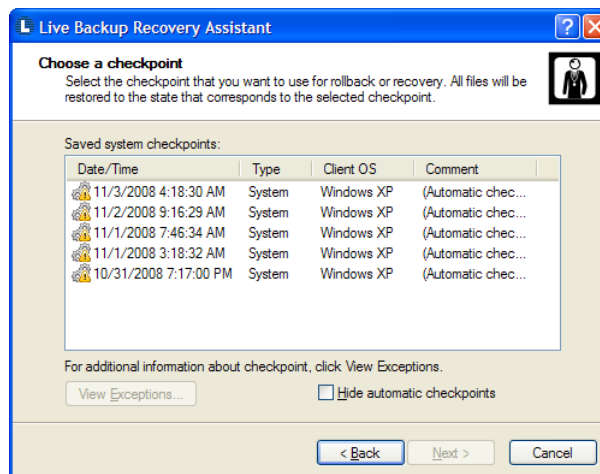 Live Backup Recovery Assistant
Choose a checkpoint
Select the checkpoint that you want to use for rollback or recovery. All files will be
restored to the state that corresponds to the selected checkpoint.
Saved system checkpoints:
Date/Time Type Client OS Comment
11/3/2008 4:18:30 AM System Windows XP (Automatic chec...
11/2/2008 9:16:29 AM System Windows XP (Automatic chec...
11/1/2008 7:46:34 AM System Windows XP (Automatic chec...
11/1/2008 3:18:32 AM System Windows XP (Automatic chec...
10/31/2008 7:17:00 PM System Windows XP (Automatic chec...
For additional information about checkpoint, click View Exceptions.
View Exceptions... Hide automatic checkpoints
< Back Next > Cancel